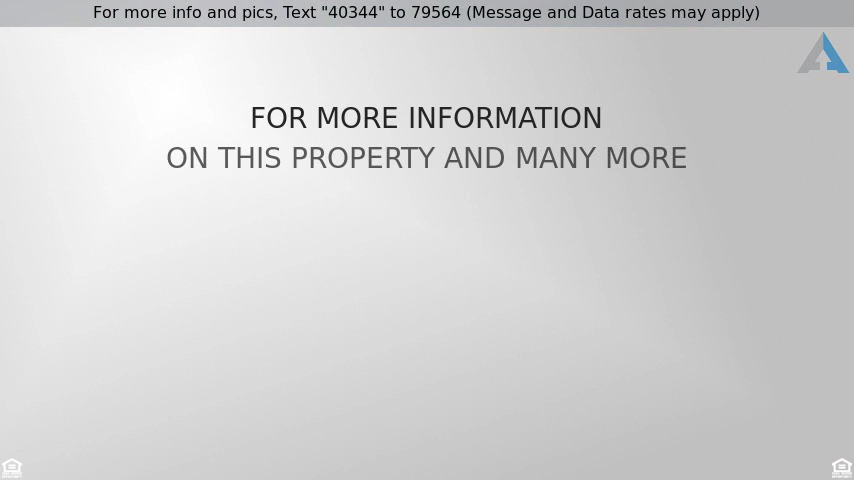 For more info and pics, Text "40344" to 79564 (Message and Data rates may apply)
FOR MORE INFORMATION
ON THIS PROPERTY AND MANY MORE